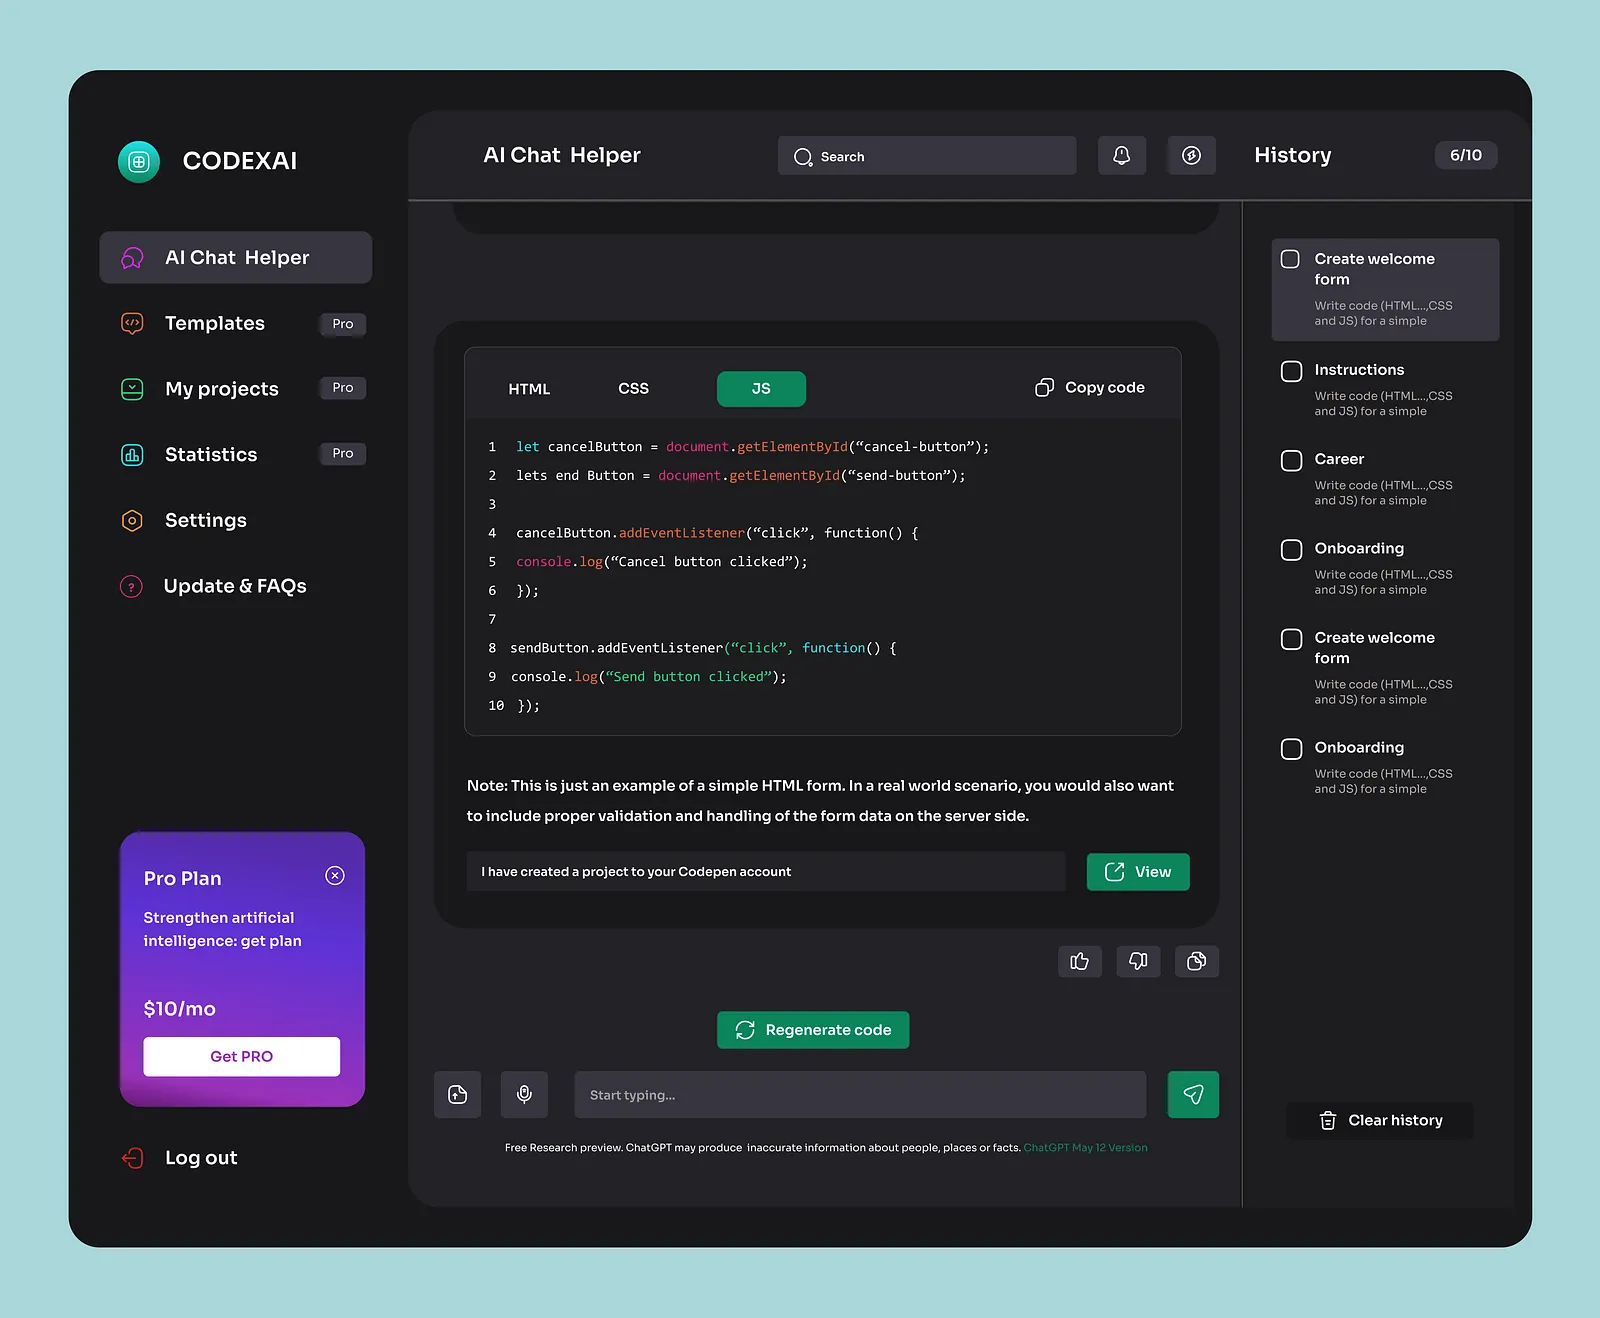 CODEXAI
AI Chat Helper
Templates Pro
My projects Pro
Statistics Pro
Settings
Update & FAQs
Pro Plan
Strengthen artificial
intelligence: get plan
$10/mo
Get PRO
Log out
AI Chat Helper
Search
HTML CSS JS Copy code
1 let cancelButton = document.getElementById(“cancel-button”);
2 lets end Button = document.getElementById(“send-button”);
3
4 cancelButton.addEventListener(“click”, function() {
5 console.log(“Cancel button clicked”);
6 });
7
8 sendButton.addEventListener(“click”, function() {
9 console.log(“Send button clicked”);
10 });
Note: This is just an example of a simple HTML form. In a real world scenario, you would also want
to include proper validation and handling of the form data on the server side.
I have created a project to your Codepen account
View
Regenerate code
Start typing...
Free Research preview. ChatGPT may produce inaccurate information about people, places or facts. ChatGPT May 12 Version
History 6/10
Create welcome
form
Write code (HTML...,CSS
and JS) for a simple
Instructions
Write code (HTML...,CSS
and JS) for a simple
Career
Write code (HTML...,CSS
and JS) for a simple
Onboarding
Write code (HTML...,CSS
and JS) for a simple
Create welcome
form
Write code (HTML...,CSS
and JS) for a simple
Onboarding
Write code (HTML...,CSS
and JS) for a simple
Clear history